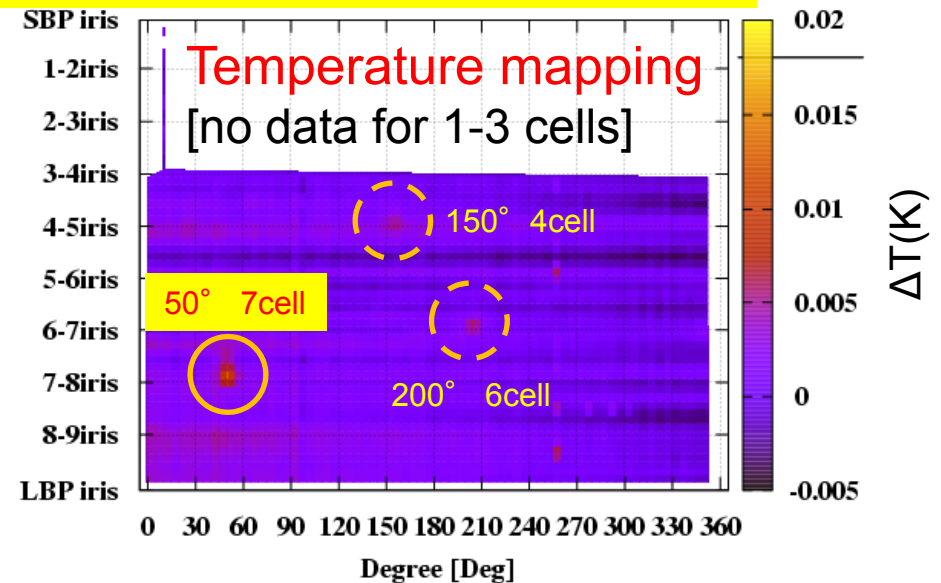 Temperature mapping
[no data for 1-3 cells]
SBP iris
1-2iris
2-3iris
3-4iris
4-5iris
5-6iris
6-7iris
7-8iris
8-9iris
LBP iris
150° 4cell
50° 7cell
200° 6cell
0 30 60 90 120 150 180 210 240 270 300 330 360
Degree [Deg]
0.02
0.015
0.01
0.005
0
-0.005
ΔT(K)